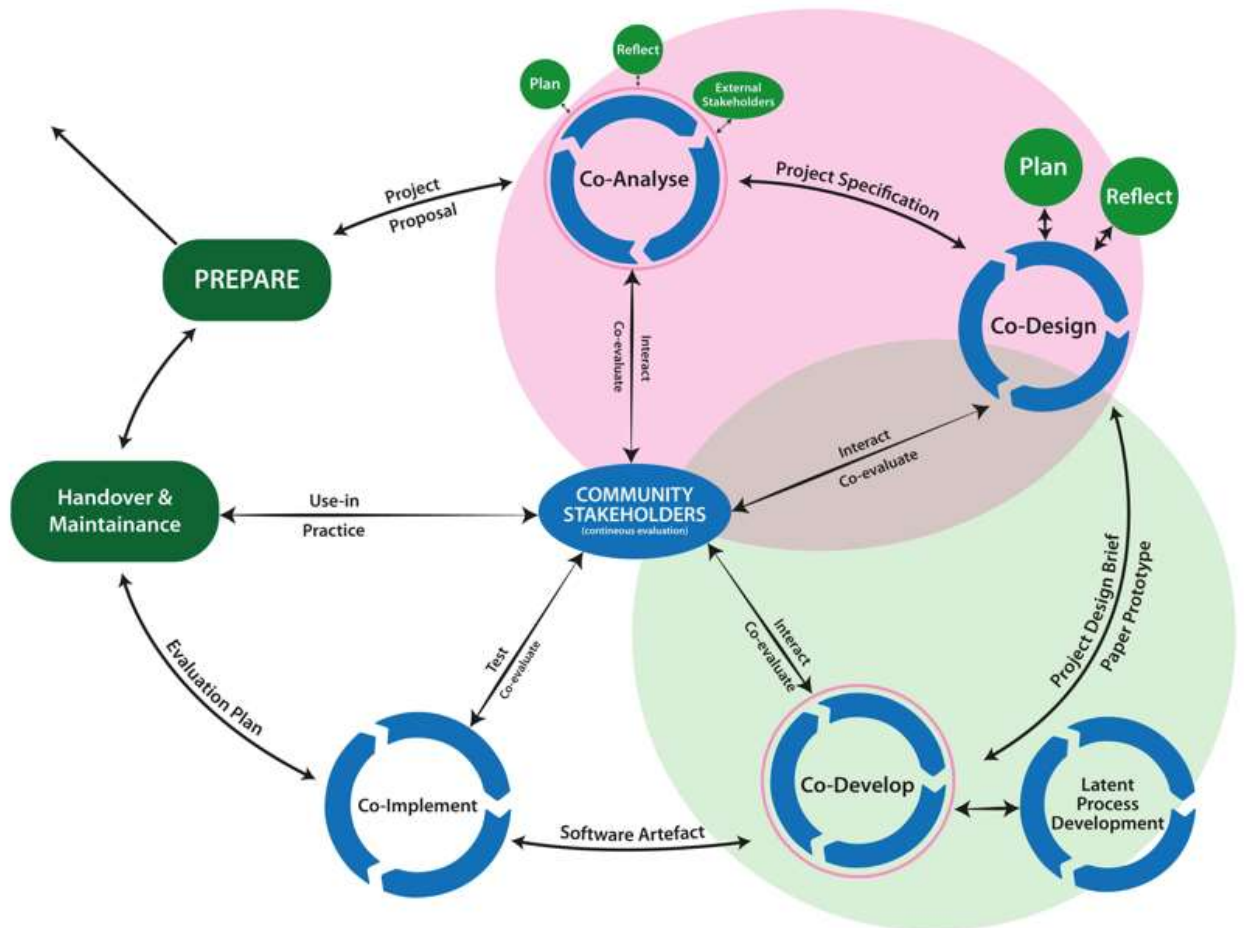 Reflect
Plan
External
Stakeholders
Co-Analyse
Project
Proposal
Project Specification
Plan
Reflect
PREPARE
Co-Design
Interact
Co-evaluate
Interact
Co-evaluate
Handover &
Maintainance
Use-in
Practice
COMMUNITY
STAKEHOLDERS
(contineous evaluation)
Project Design Brief
Paper Prototype
Interact
Co-evaluate
Test
Co-evaluate
Evaluation Plan
Co-Implement
Software Artefact
Co-Develop
Latent
Process
Development